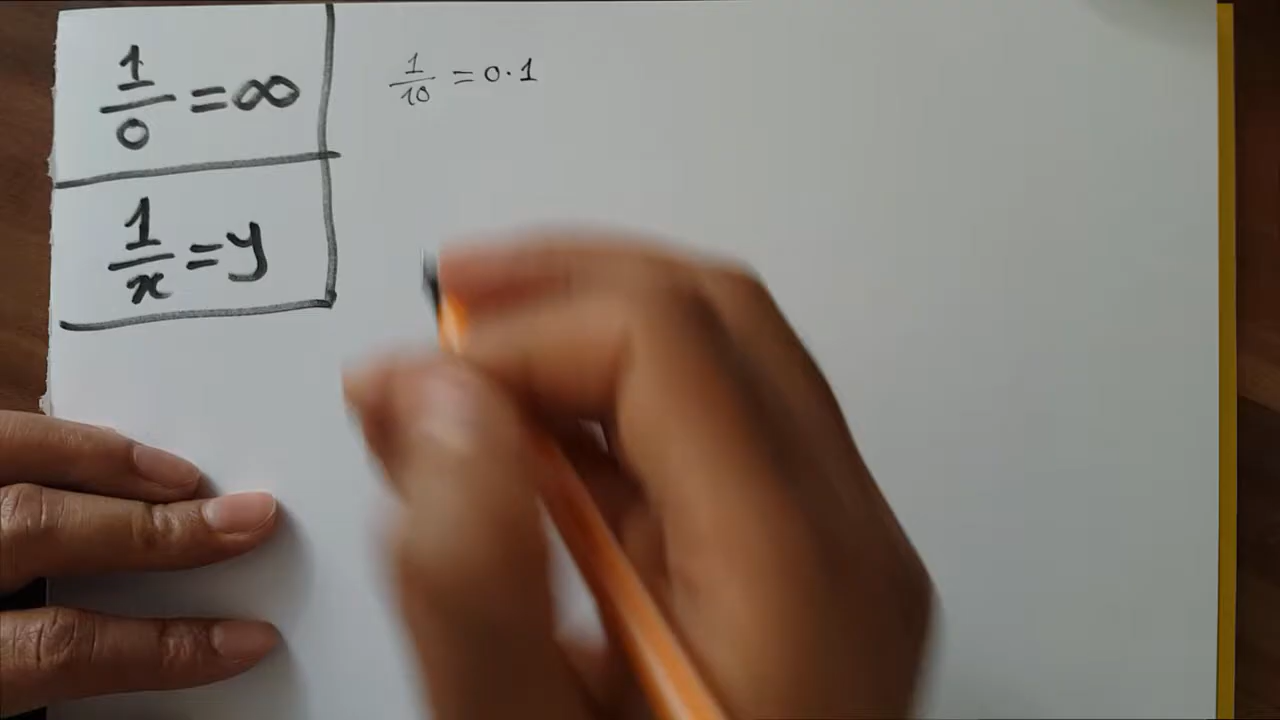 1/0 = ∞
1/x = y
1/10 = 0·1